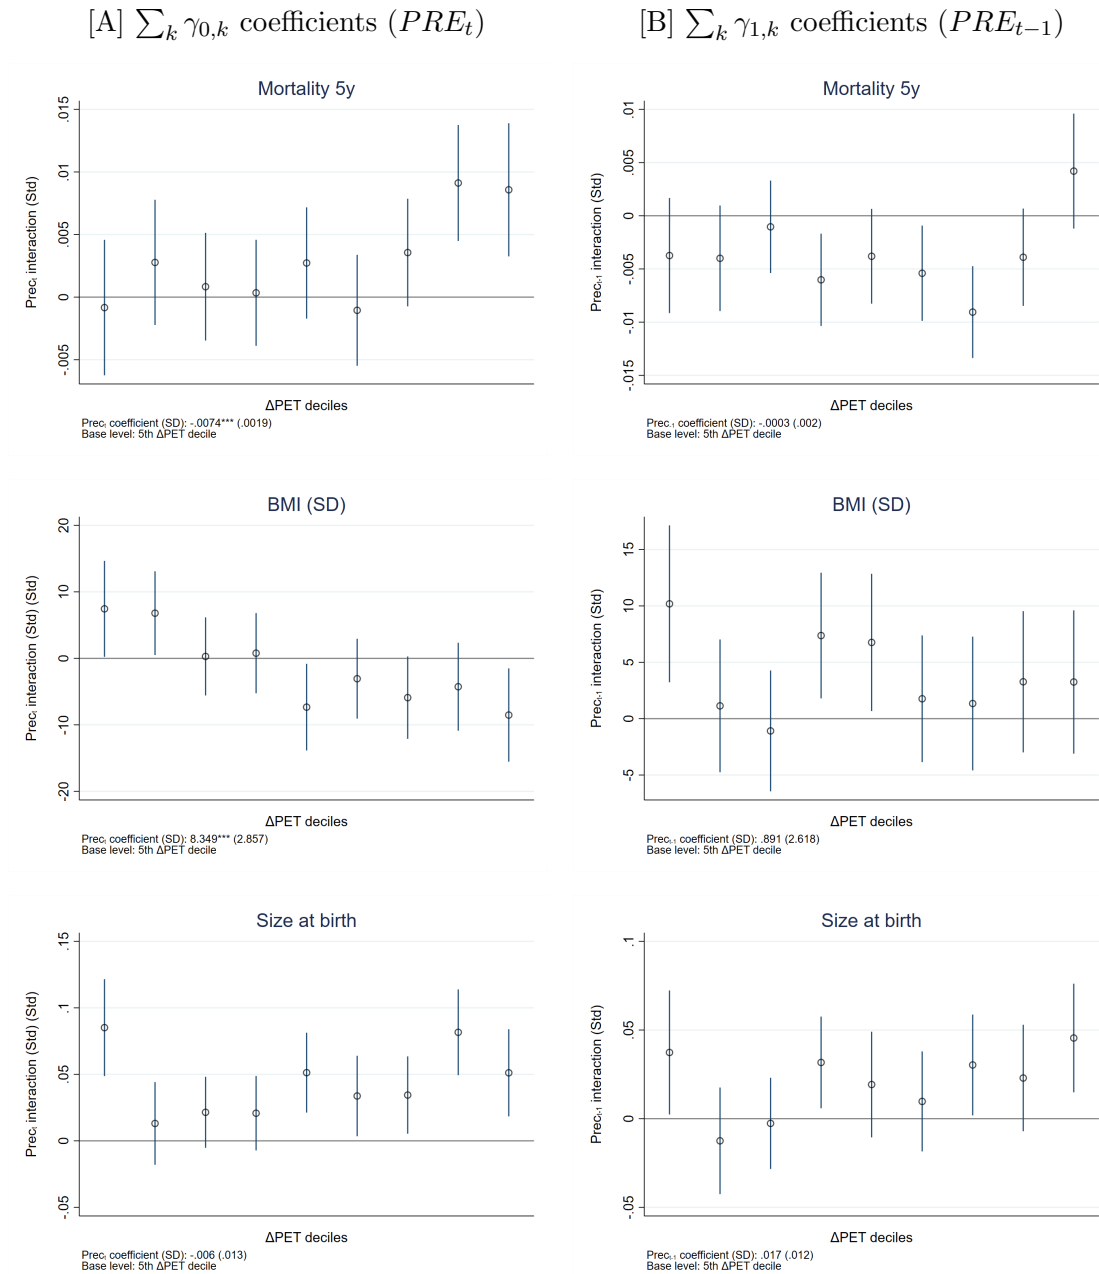 [A] ∑ₖ γ₀,ₖ coefficients (PREₜ)
[B] ∑ₖ γ₁,ₖ coefficients (PREₜ₋₁)
Mortality 5y
Precₜ interaction (Std)
.015
.01
.005
0
-.005
ΔPET deciles
Precₜ coefficient (SD): -.0074*** (.0019)
Base level: 5th ΔPET decile
Mortality 5y
Precₜ₋₁ interaction (Std)
.01
.005
0
-.005
-.01
-.015
ΔPET deciles
Prec₋₁ coefficient (SD): -.0003 (.002)
Base level: 5th ΔPET decile
BMI (SD)
Precₜ interaction (Std) (Std)
20
10
0
-10
-20
ΔPET deciles
Precₜ coefficient (SD): 8.349*** (2.857)
Base level: 5th ΔPET decile
BMI (SD)
Precₜ₋₁ interaction (Std)
15
10
5
0
-5
ΔPET deciles
Precₜ₋₁ coefficient (SD): .891 (2.618)
Base level: 5th ΔPET decile
Size at birth
Precₜ interaction (Std) (Std)
.15
.1
.05
0
-.05
ΔPET deciles
Precₜ coefficient (SD): -.006 (.013)
Base level: 5th ΔPET decile
Size at birth
Precₜ₋₁ interaction (Std)
.1
.05
0
-.05
ΔPET deciles
Precₜ₋₁ coefficient (SD): .017 (.012)
Base level: 5th ΔPET decile